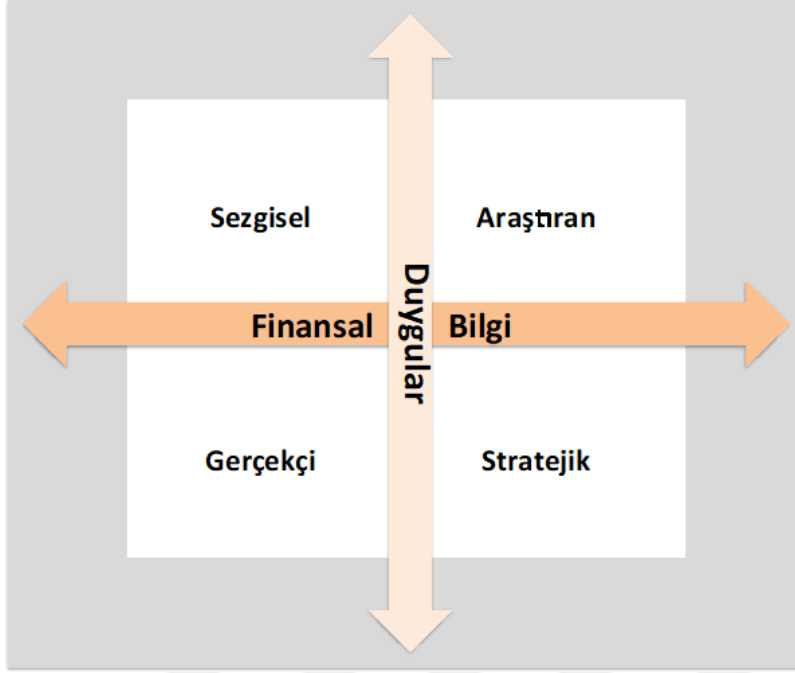 Sezgisel
Araştıran
Duygular
Finansal Bilgi
Gerçekçi
Stratejik